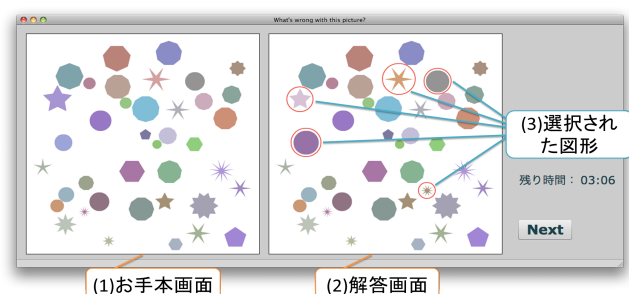 What's wrong with this picture?
(3)選択され
た図形
残り時間： 03:06
Next
(1)お手本画面
(2)解答画面